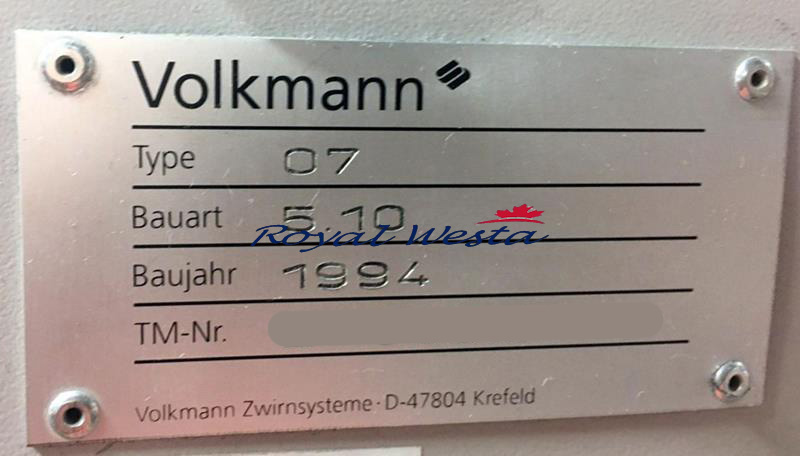 Volkmann
Type 07
Bauart 5.10
Royal Westa
Baujahr 1994
TM-Nr.
Volkmann Zwirnsysteme · D-47804 Krefeld